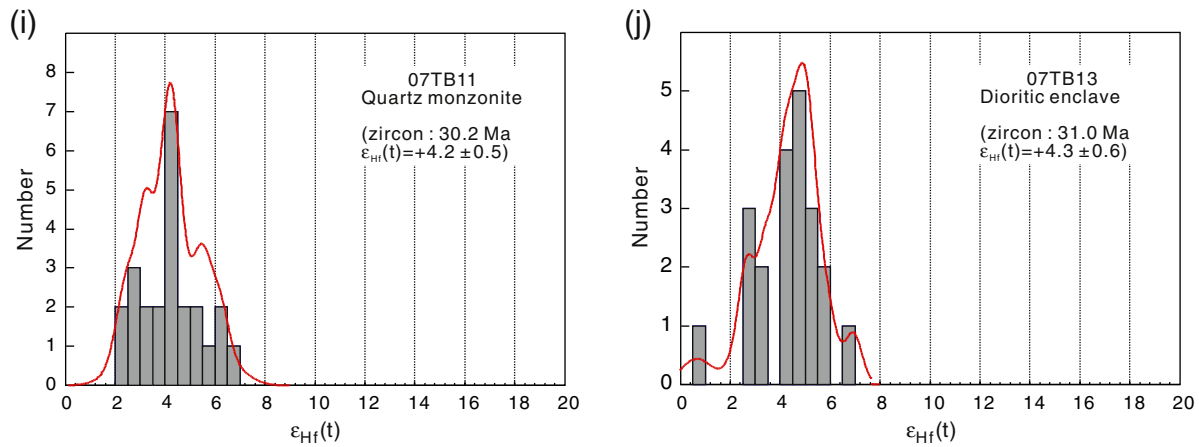 (i)
07TB11
Quartz monzonite
(zircon : 30.2 Ma
εHf(t)=+4.2 ±0.5)
Number
8
7
6
5
4
3
2
1
0
0 2 4 6 8 10 12 14 16 18 20
εHf(t)
(j)
07TB13
Dioritic enclave
(zircon : 31.0 Ma
εHf(t)=+4.3 ±0.6)
Number
5
4
3
2
1
0
0 2 4 6 8 10 12 14 16 18 20
εHf(t)